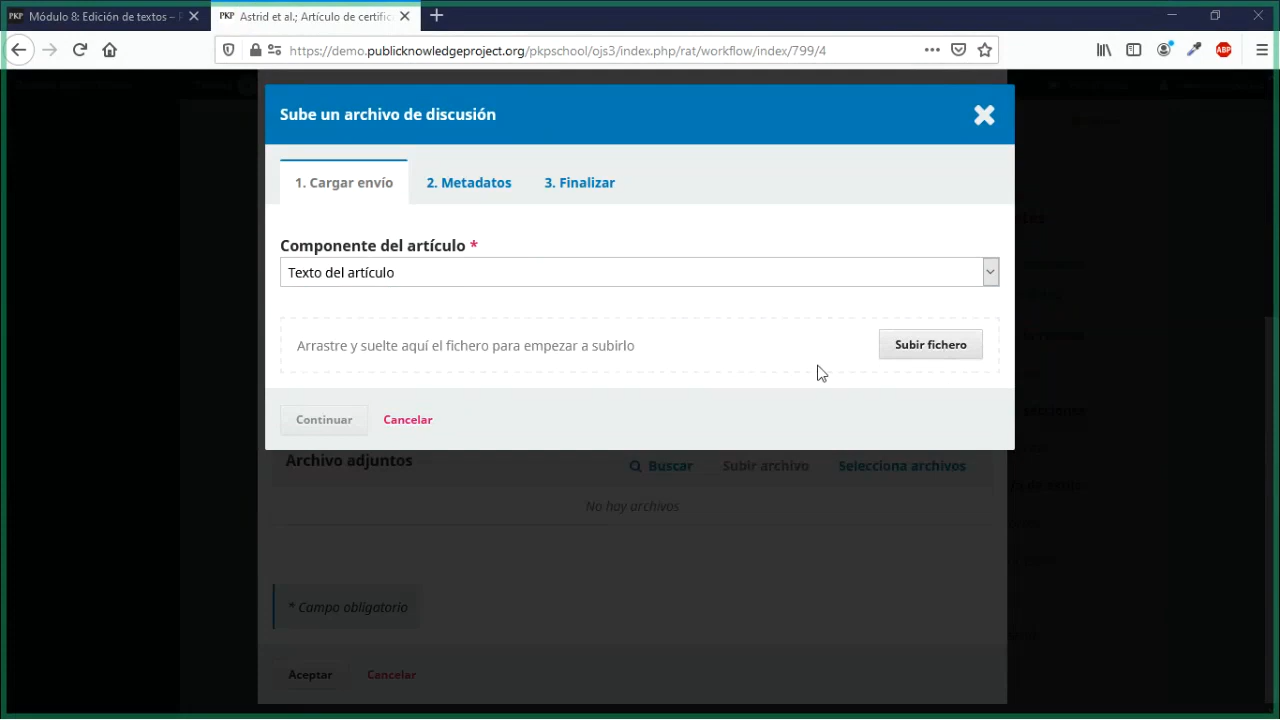 PKP Módulo 8: Edición de textos –
PKP Astrid et al.; Artículo de certific
https://demo.publicknowledgeproject.org/pkpschool/ojs3/index.php/rat/workflow/index/799/4
ABP
Sube un archivo de discusión
1. Cargar envío
2. Metadatos
3. Finalizar
Componente del artículo *
Texto del artículo
Arrastre y suelte aquí el fichero para empezar a subirlo
Subir fichero
Continuar
Cancelar
Archivo adjuntos
Buscar
Subir archivo
Selecciona archivos
No hay archivos
* Campo obligatorio
Aceptar
Cancelar